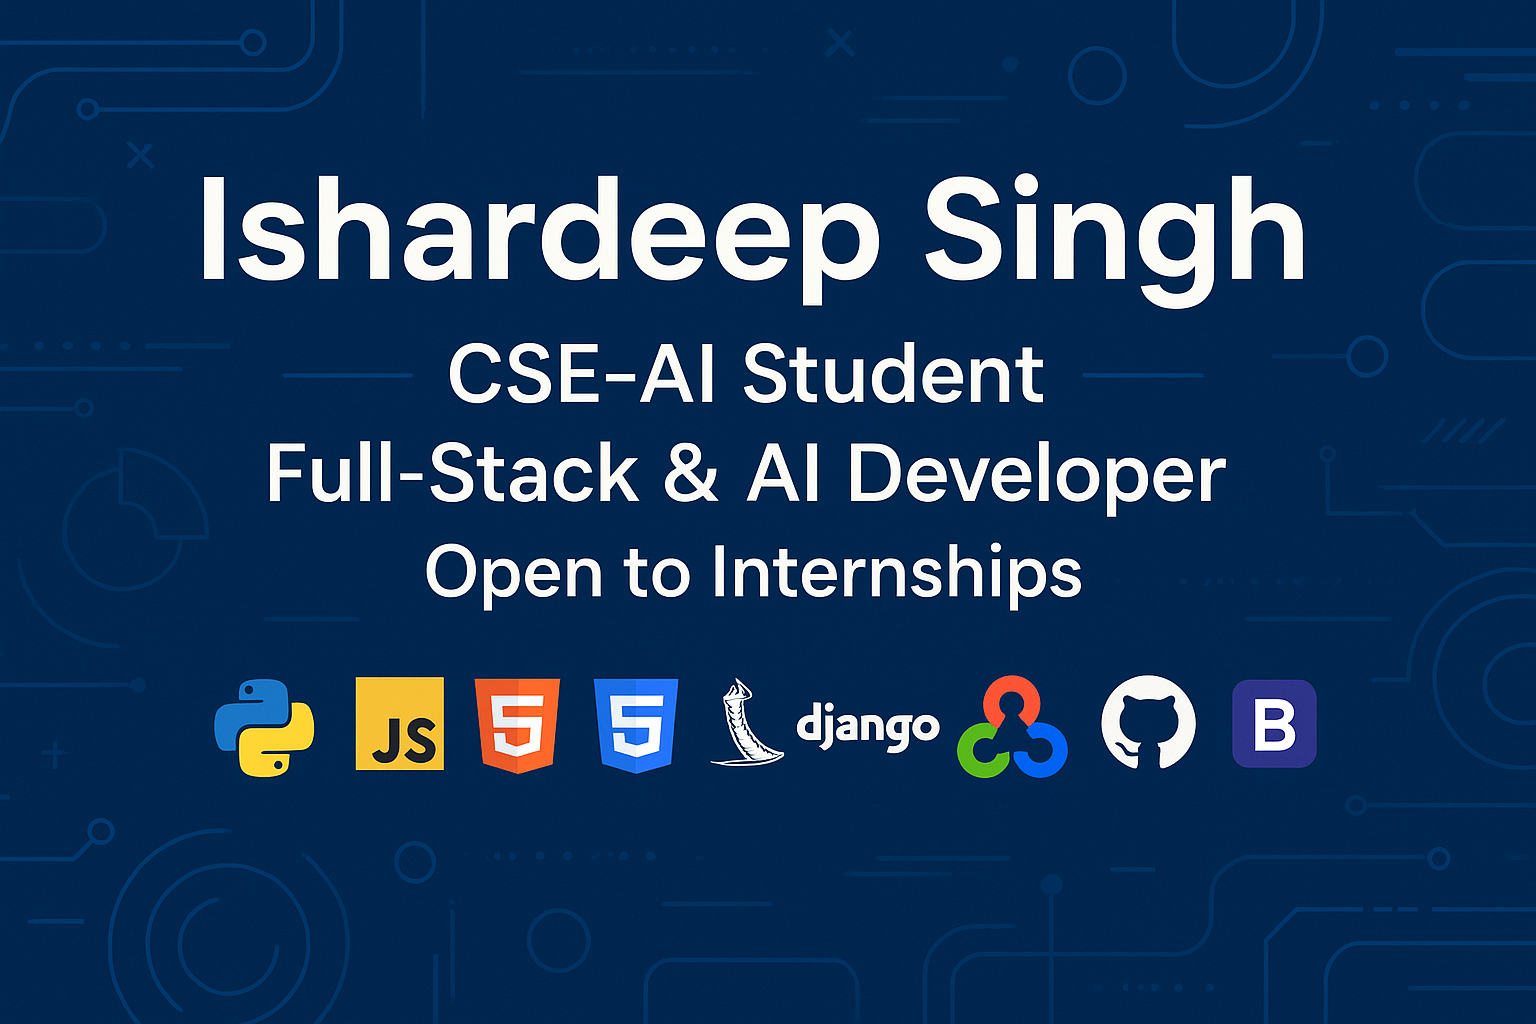 Ishardeep Singh
CSE-AI Student
Full-Stack & AI Developer
Open to Internships
JS 5 5 django B